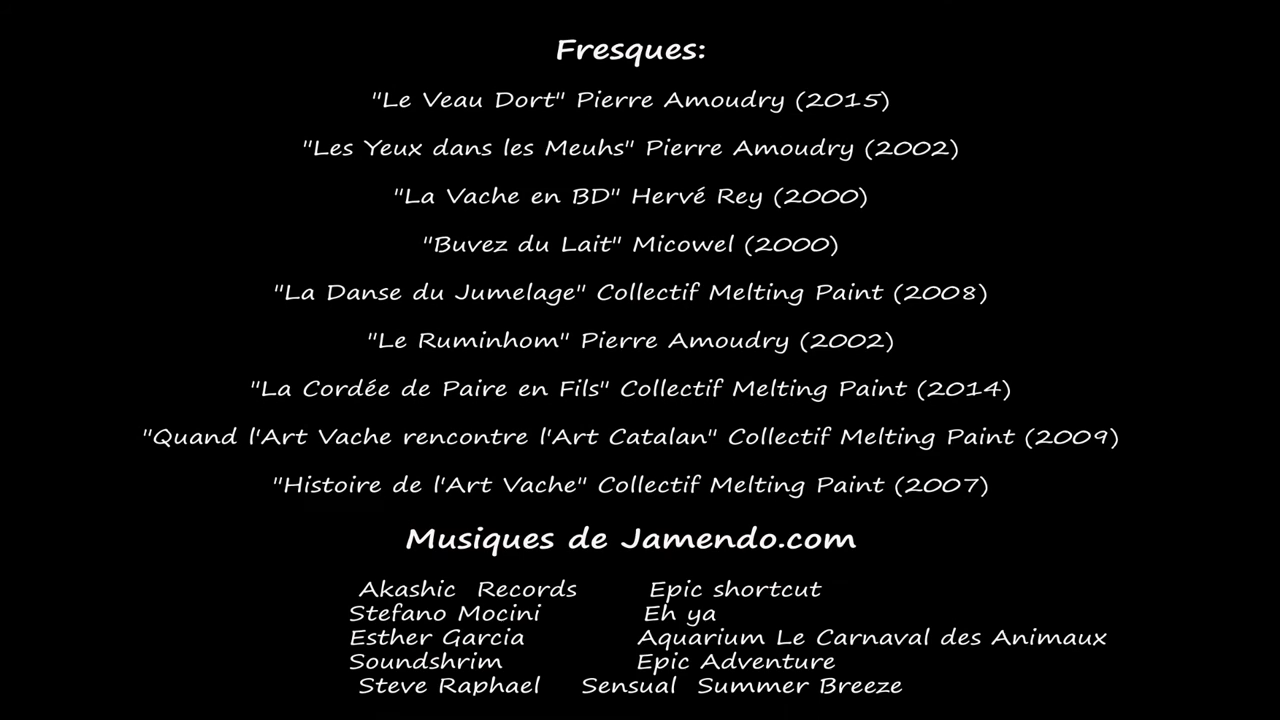 Fresques:
"Le Veau Dort" Pierre Amoudry (2015)
"Les Yeux dans les Meuhs" Pierre Amoudry (2002)
"La Vache en BD" Hervé Rey (2000)
"Buvez du Lait" Micowel (2000)
"La Danse du Jumelage" Collectif Melting Paint (2008)
"Le Ruminhom" Pierre Amoudry (2002)
"La Cordée de Paire en Fils" Collectif Melting Paint (2014)
"Quand l'Art Vache rencontre l'Art Catalan" Collectif Melting Paint (2009)
"Histoire de l'Art Vache" Collectif Melting Paint (2007)
Musiques de Jamendo.com
Akashic Records Epic shortcut
Stefano Mocini Eh ya
Esther Garcia Aquarium Le Carnaval des Animaux
Soundshrim Epic Adventure
Steve Raphael Sensual Summer Breeze